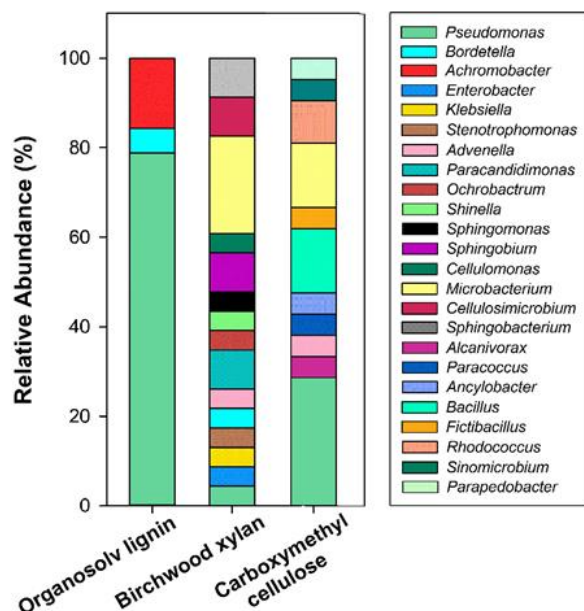 Relative Abundance (%)
100
80
60
40
20
0
Organosolv lignin
Birchwood xylan
Carboxymethyl
cellulose
Pseudomonas
Bordetella
Achromobacter
Enterobacter
Klebsiella
Stenotrophomonas
Advenella
Paracandidimonas
Ochrobactrum
Shinella
Sphingomonas
Sphingobium
Cellulomonas
Microbacterium
Cellulosimicrobium
Sphingobacterium
Alcanivorax
Paracoccus
Ancylobacter
Bacillus
Fictibacillus
Rhodococcus
Sinomicrobium
Parapedobacter